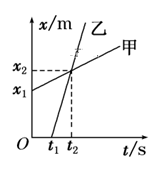 x/m
乙
甲
x₂
x₁
O
t₁
t₂
t/s